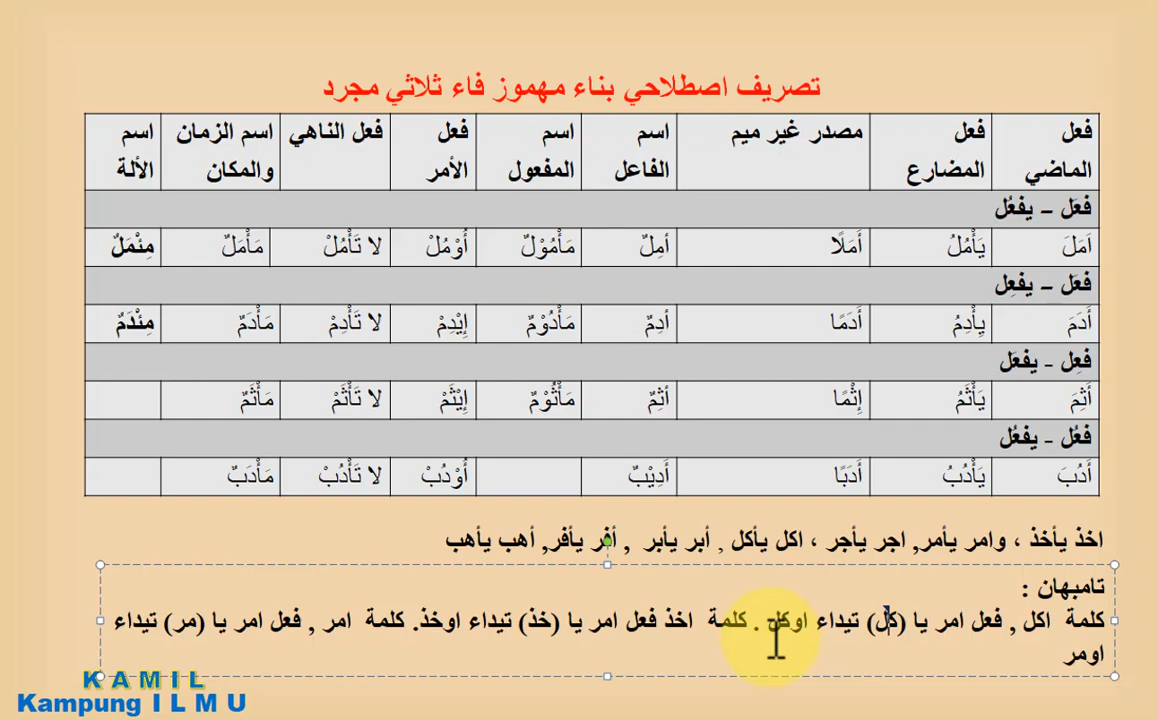 تصريف اصطلاحي بناء مهموز فاء ثلاثي مجرد
فعل الماضي	فعل المضارع	مصدر غير ميم	اسم الفاعل	اسم المفعول	فعل الأمر	فعل الناهي	اسم الزمان والمكان	اسم الألة
فعَل – يفعُل
اَمَلَ	يَأْمُلُ	أَمَلًا	أمِلٌ	مَأْمُوْلٌ	أُوْمُلْ	لا تَأْمُلْ	مَأْمَلٌ	مِنْمَلٌ
فعَل – يفعِل
أَدَمَ	يِأْدِمُ	أَدَمًا	أدِمٌ	مَأْدُوْمٌ	إِيْدِمْ	لا تَأْدِمْ	مَأْدَمٌ	مِنْدَمٌ
فعِل - يفعَل
أَثِمَ	يَأْثَمُ	إِثْمًا	أثِمٌ	مَأْثُوْمٌ	إِيْثَمْ	لا تَأْثَمْ	مَأْثَمٌ
فعُل - يفعُل
أَدُبَ	يَأْدُبُ	أَدَبًا	أَدِيْبٌ	أُوْدُبْ	لا تَأْدُبْ	مَأْدَبٌ
اخذ يأخذ ، وامر يأمر, اجر يأجر ، اكل يأكل , أبر يأبر , أفر يأفر, أهب يأهب
تامبهان :
كلمة اكل , فعل امر يا (كل) تيداء اوكل . كلمة اخذ فعل امر يا (خذ) تيداء اوخذ. كلمة امر , فعل امر يا (مر) تيداء
اومر
K A M I L
Kampung I L M U